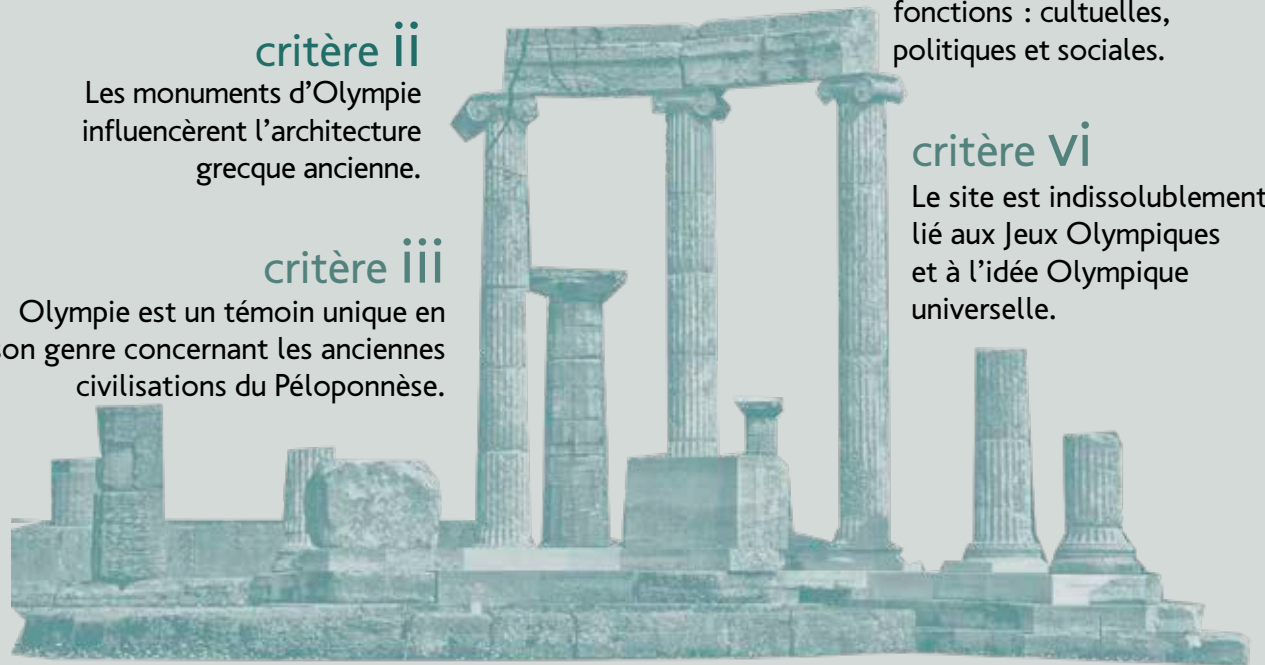 critère ii
Les monuments d’Olympie
influencèrent l’architecture
grecque ancienne.
critère iii
Olympie est un témoin unique en
son genre concernant les anciennes
civilisations du Péloponnèse.
fonctions : cultuelles,
politiques et sociales.
critère vi
Le site est indissolublement
lié aux Jeux Olympiques
et à l’idée Olympique
universelle.